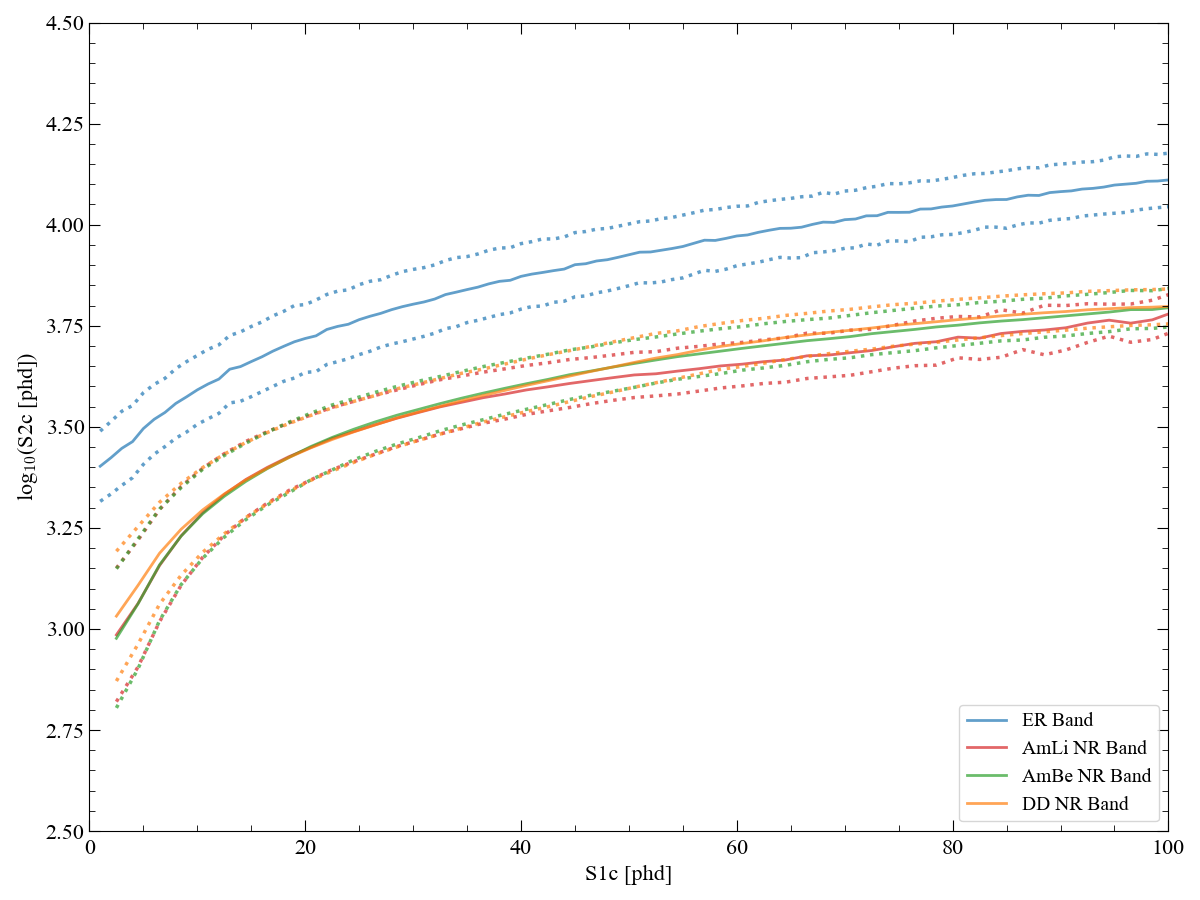 4.50
4.25
4.00
3.75
3.50
3.25
3.00
2.75
2.50
log10(S2c [phd])
0 20 40 60 80 100
S1c [phd]
ER Band
AmLi NR Band
AmBe NR Band
DD NR Band